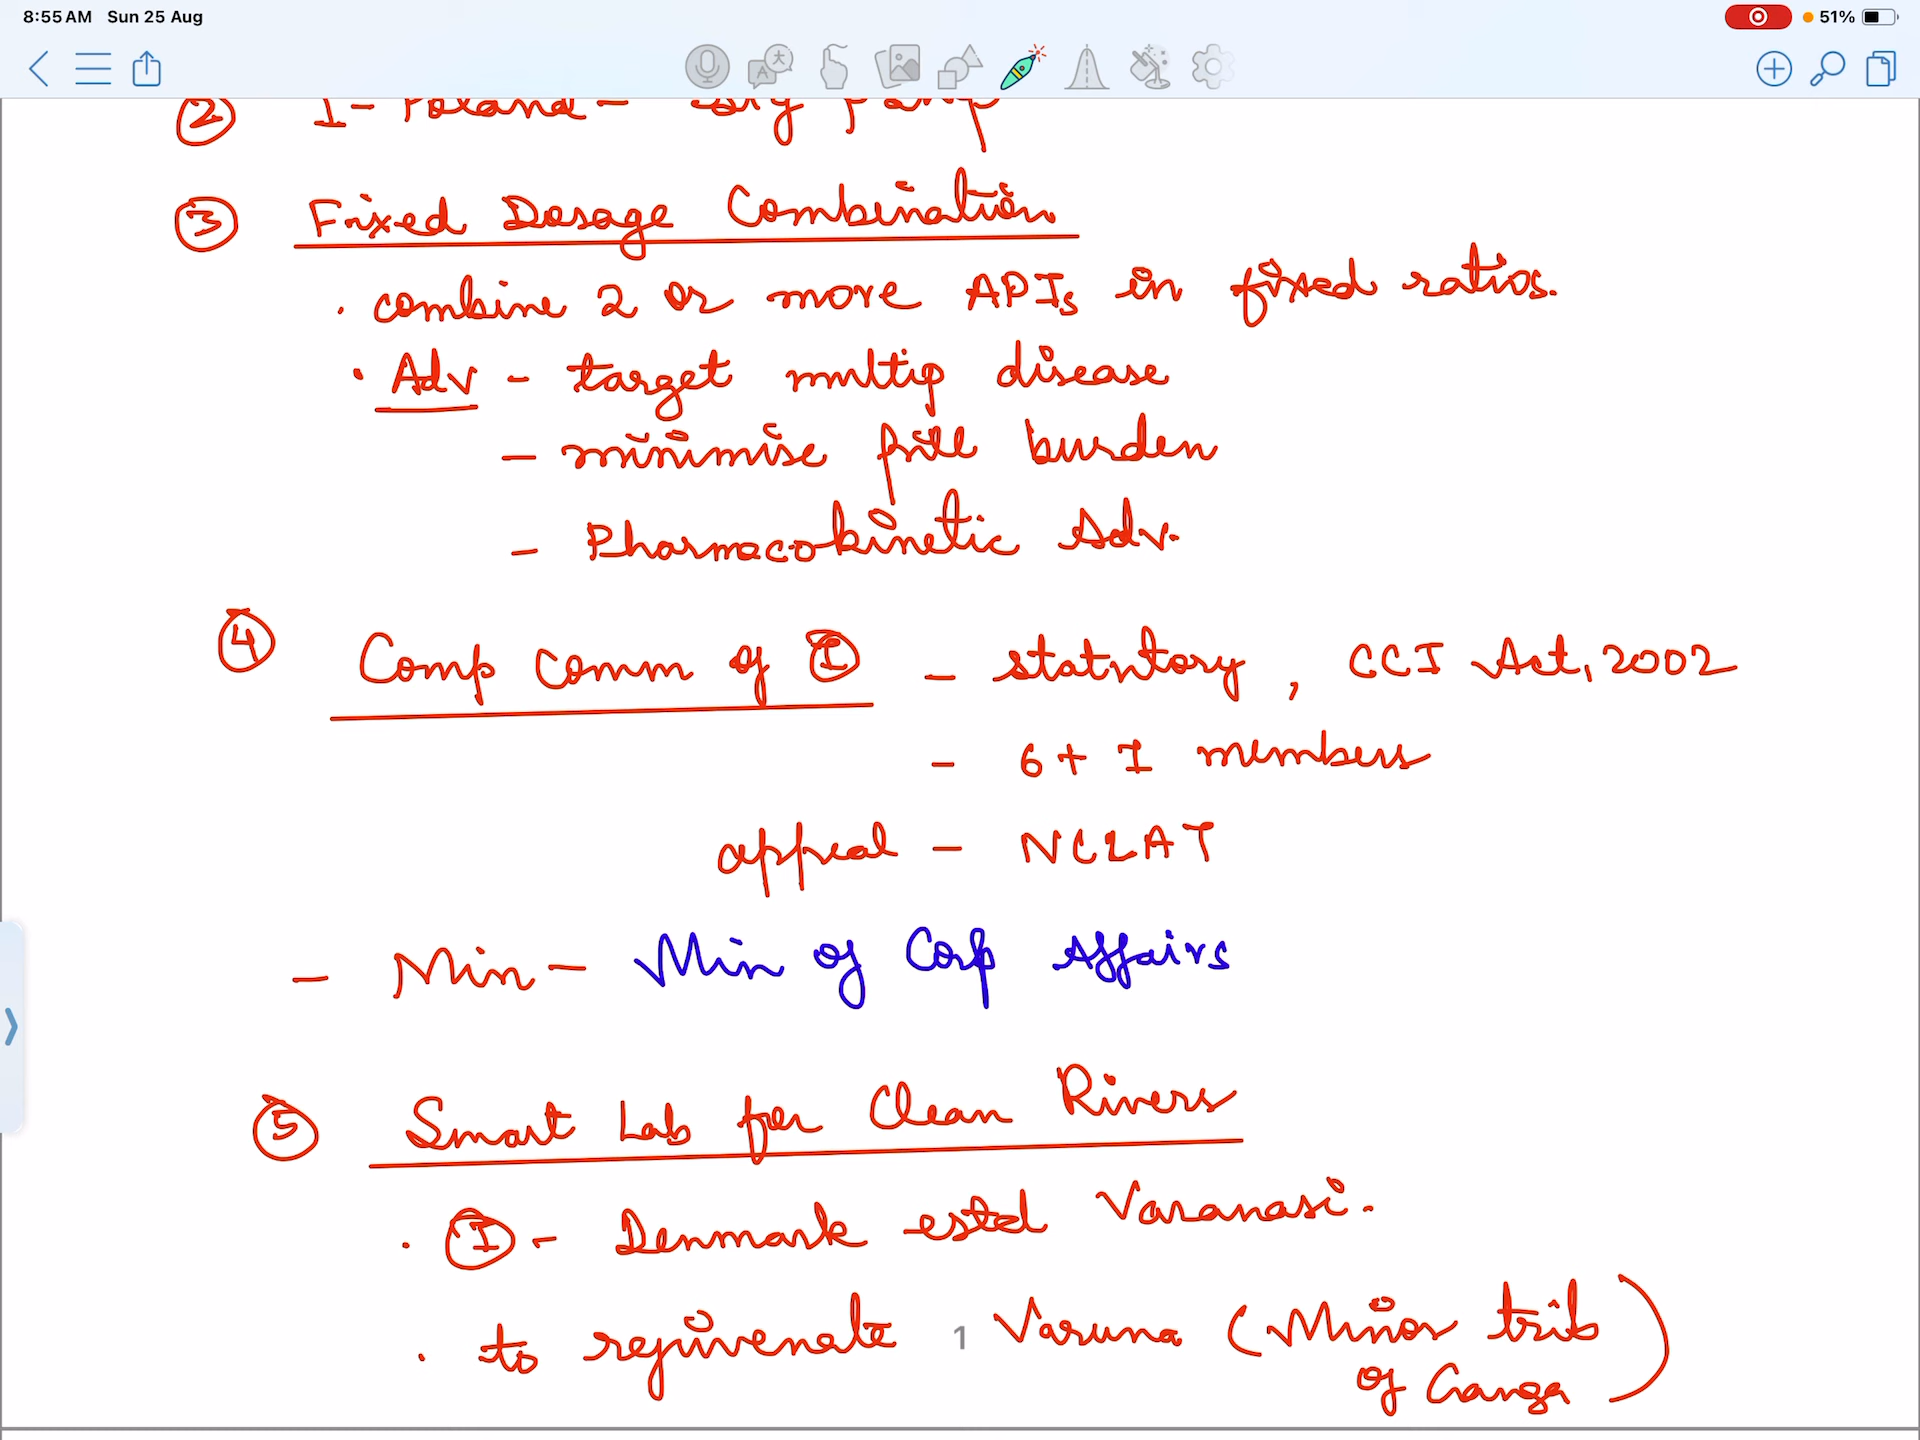 8:55 AM Sun 25 Aug
51%
② I - Poland -
③ Fixed Dosage Combination
· combine 2 or more APIs in fixed ratios.
· Adv - target multip disease
- minimise pill burden
- Pharmacokinetic Adv.
④ Comp comm of Ⓘ - statutory, CCI Act, 2002
- 6 + 1 members
appeal - NCLAT
- Min - Min of Corp Affairs
⑤ Smart Lab for Clean Rivers
· Ⓘ - Denmark estd Varanasi.
· to rejuvenate Varuna (Minor trib
of Ganga)
1